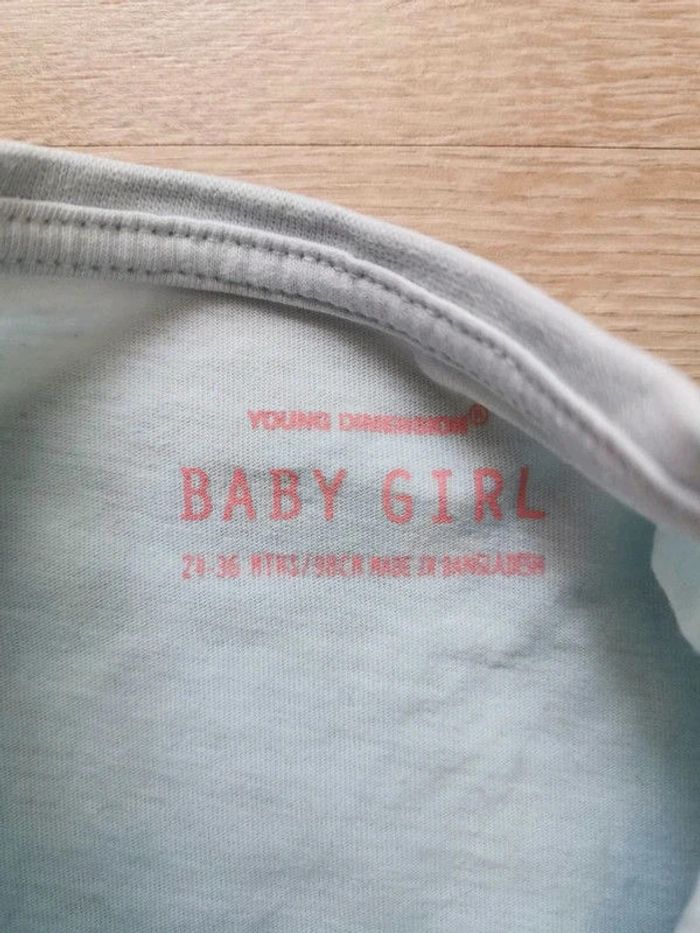 YOUNG DIMENSION®
BABY GIRL
24-36 MTHS/98CM MADE IN BANGLADESH